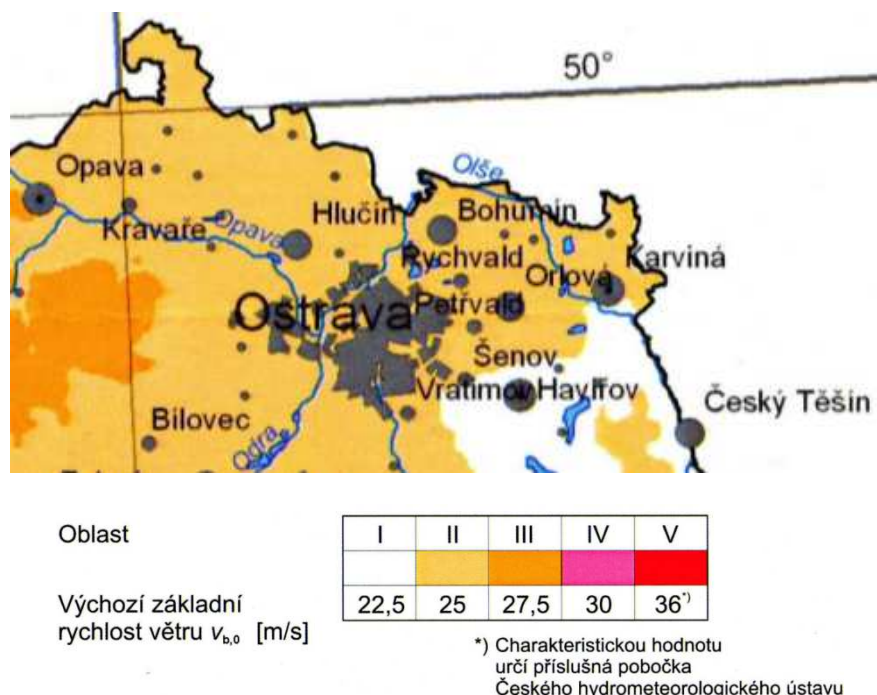 50°
Olše
Opava
Hlučín
Bohumín
Kravaře
Opava
Rychvald
Orlová
Karviná
Ostrava
Petřvald
Šenov
Vratimov
Havířov
Český Těšín
Bílovec
Odra
Oblast
I II III IV V
Výchozí základní
rychlost větru v_b,0 [m/s]
22,5 25 27,5 30 36*)
*) Charakteristickou hodnotu
určí příslušná pobočka
Českého hydrometeorologického ústavu